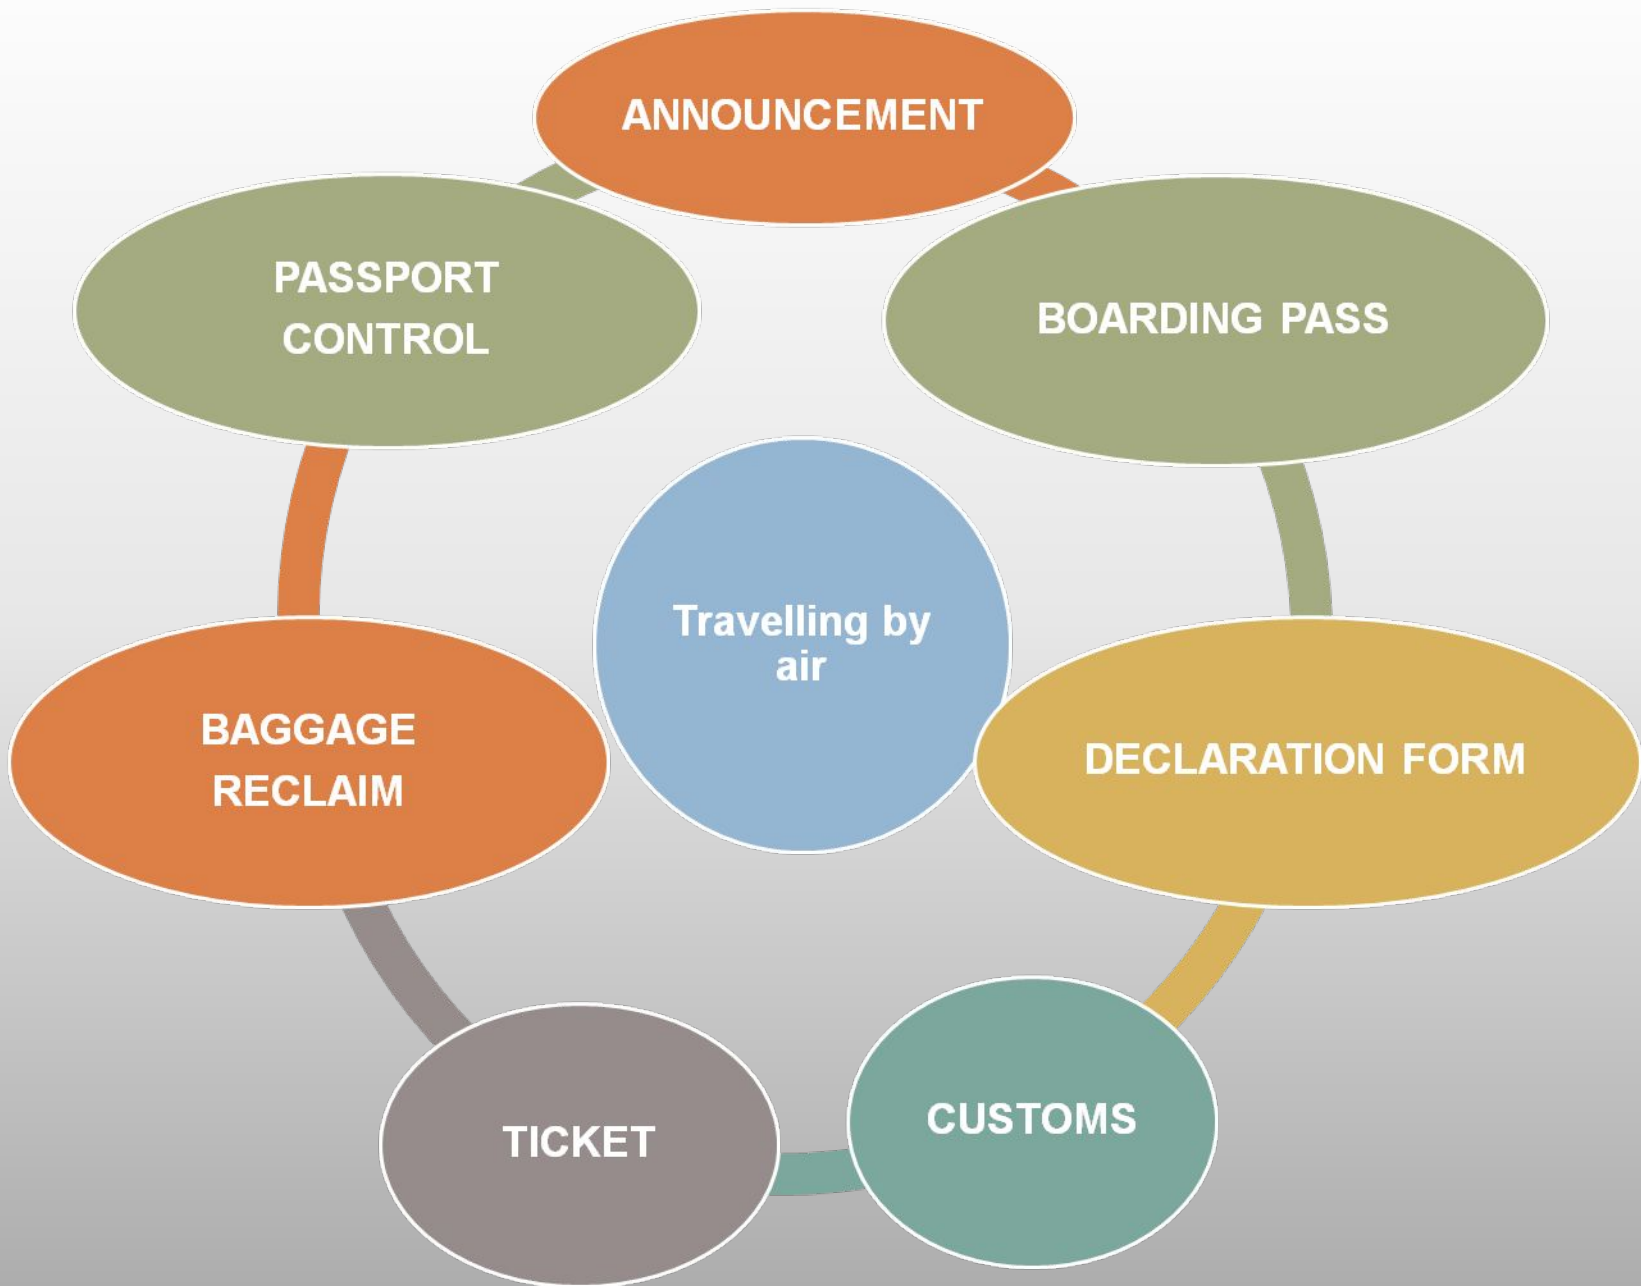 ANNOUNCEMENT
BOARDING PASS
DECLARATION FORM
CUSTOMS
TICKET
BAGGAGE
RECLAIM
PASSPORT
CONTROL
Travelling by
air